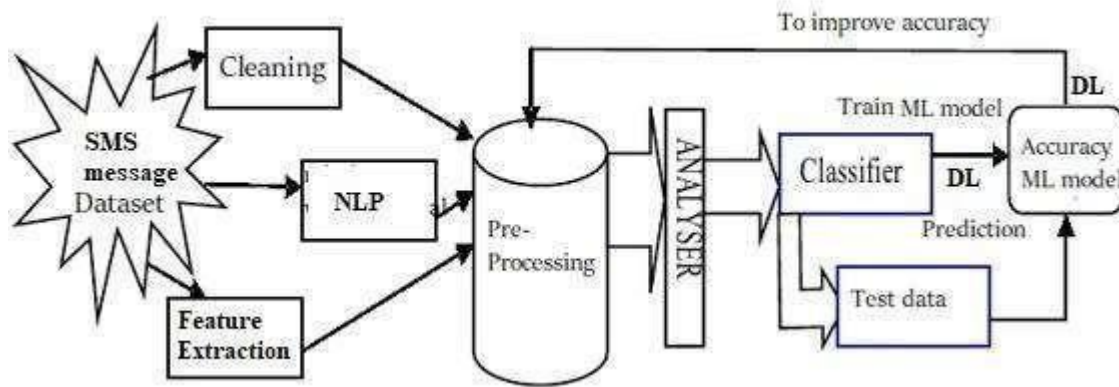 To improve accuracy
Cleaning
DL
Train ML model
SMS
message
Dataset
NLP
Pre-
Processing
ANALYSER
Classifier
DL
Accuracy
ML model
Prediction
Feature
Extraction
Test data